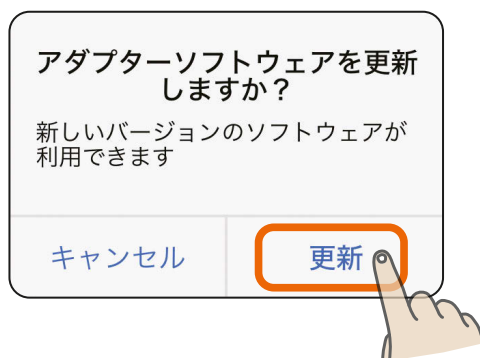 アダプターソフトウェアを更新
しますか？
新しいバージョンのソフトウェアが
利用できます
キャンセル
更新